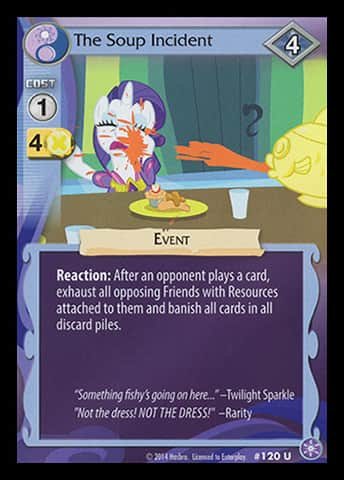 The Soup Incident
4
COST
1
4
?
EVENT
Reaction: After an opponent plays a card,
exhaust all opposing Friends with Resources
attached to them and banish all cards in all
discard piles.
"Something fishy's going on here..." –Twilight Sparkle
"Not the dress! NOT THE DRESS!" –Rarity
© 2014 Hasbro. Licensed to Enterplay. #120 U